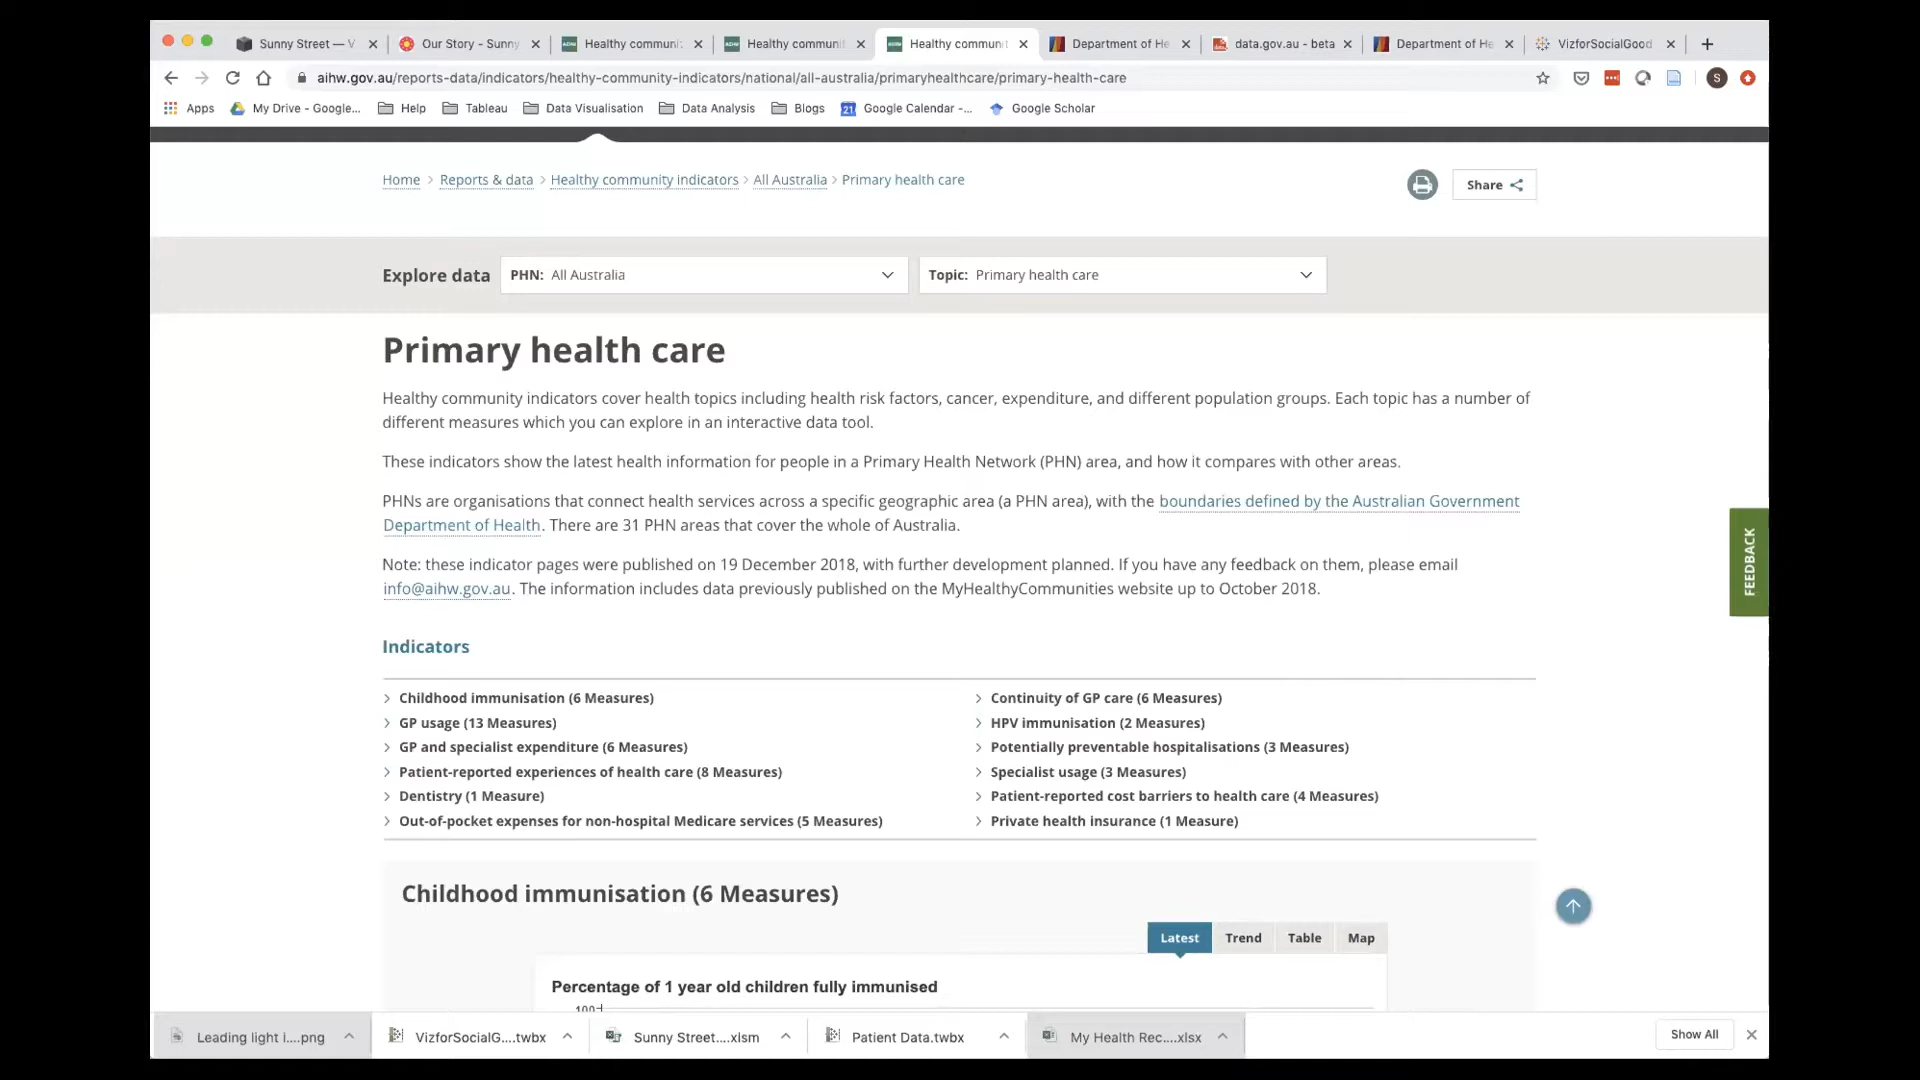 Sunny Street — V
Our Story - Sunny
Healthy communi
Healthy communi
Healthy communi
Department of He
data.gov.au - beta
Department of He
VizforSocialGood
aihw.gov.au/reports-data/indicators/healthy-community-indicators/national/all-australia/primaryhealthcare/primary-health-care
S
Apps
My Drive - Google...
Help
Tableau
Data Visualisation
Data Analysis
Blogs
21
Google Calendar -...
Google Scholar
Home > Reports & data > Healthy community indicators > All Australia > Primary health care
Share
Explore data
PHN: All Australia
Topic: Primary health care
Primary health care
Healthy community indicators cover health topics including health risk factors, cancer, expenditure, and different population groups. Each topic has a number of
different measures which you can explore in an interactive data tool.
These indicators show the latest health information for people in a Primary Health Network (PHN) area, and how it compares with other areas.
PHNs are organisations that connect health services across a specific geographic area (a PHN area), with the boundaries defined by the Australian Government
Department of Health. There are 31 PHN areas that cover the whole of Australia.
Note: these indicator pages were published on 19 December 2018, with further development planned. If you have any feedback on them, please email
info@aihw.gov.au. The information includes data previously published on the MyHealthyCommunities website up to October 2018.
FEEDBACK
Indicators
Childhood immunisation (6 Measures)
GP usage (13 Measures)
GP and specialist expenditure (6 Measures)
Patient-reported experiences of health care (8 Measures)
Dentistry (1 Measure)
Out-of-pocket expenses for non-hospital Medicare services (5 Measures)
Continuity of GP care (6 Measures)
HPV immunisation (2 Measures)
Potentially preventable hospitalisations (3 Measures)
Specialist usage (3 Measures)
Patient-reported cost barriers to health care (4 Measures)
Private health insurance (1 Measure)
Childhood immunisation (6 Measures)
Latest
Trend
Table
Map
Percentage of 1 year old children fully immunised
100
Leading light i....png
VizforSocialG....twbx
Sunny Street....xlsm
Patient Data.twbx
My Health Rec....xlsx
Show All